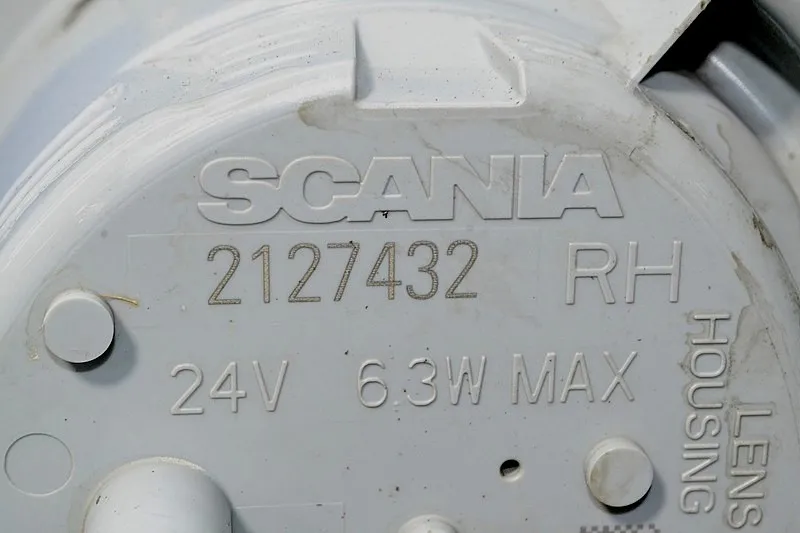 SCANIA
2127432 RH
24V 6.3W MAX
LENS
HOUSING